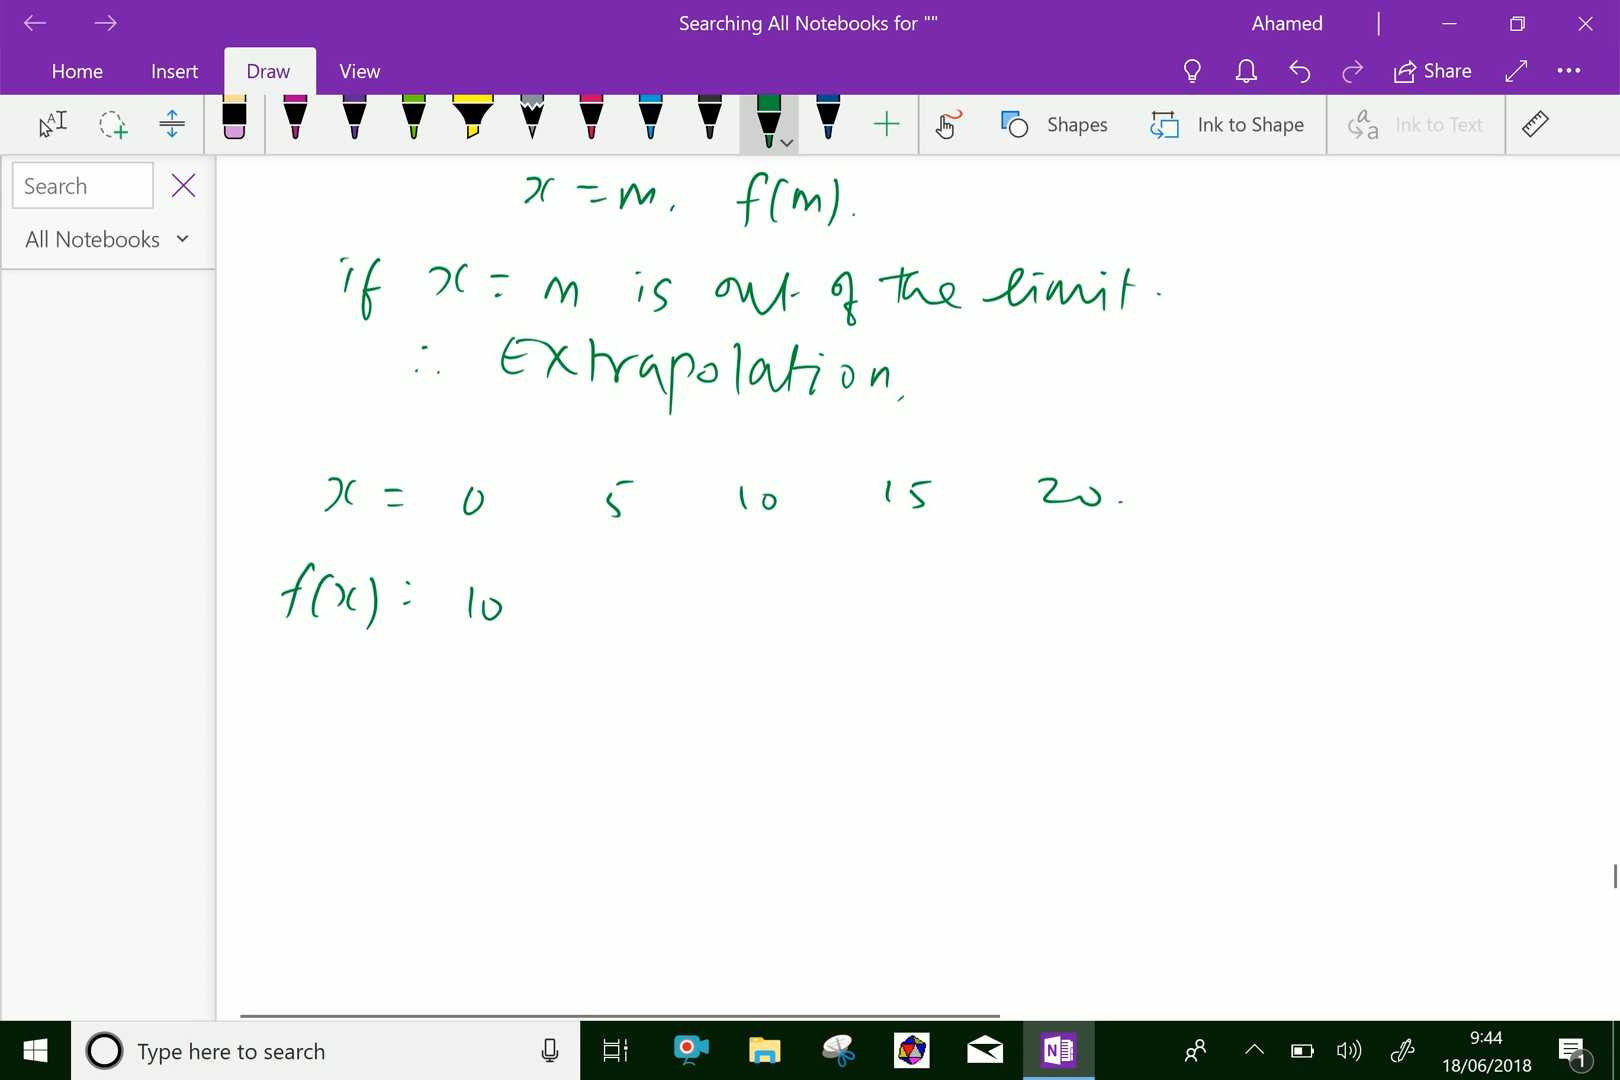 Searching All Notebooks for ""
Ahamed
Home Insert Draw View
Share
Shapes
Ink to Shape
Ink to Text
Search
All Notebooks
x = m. f(m).
if x = m is out of the limit.
∴ Extrapolation.
x = 0 5 10 15 20.
f(x) : 10
Type here to search
9:44
18/06/2018
1